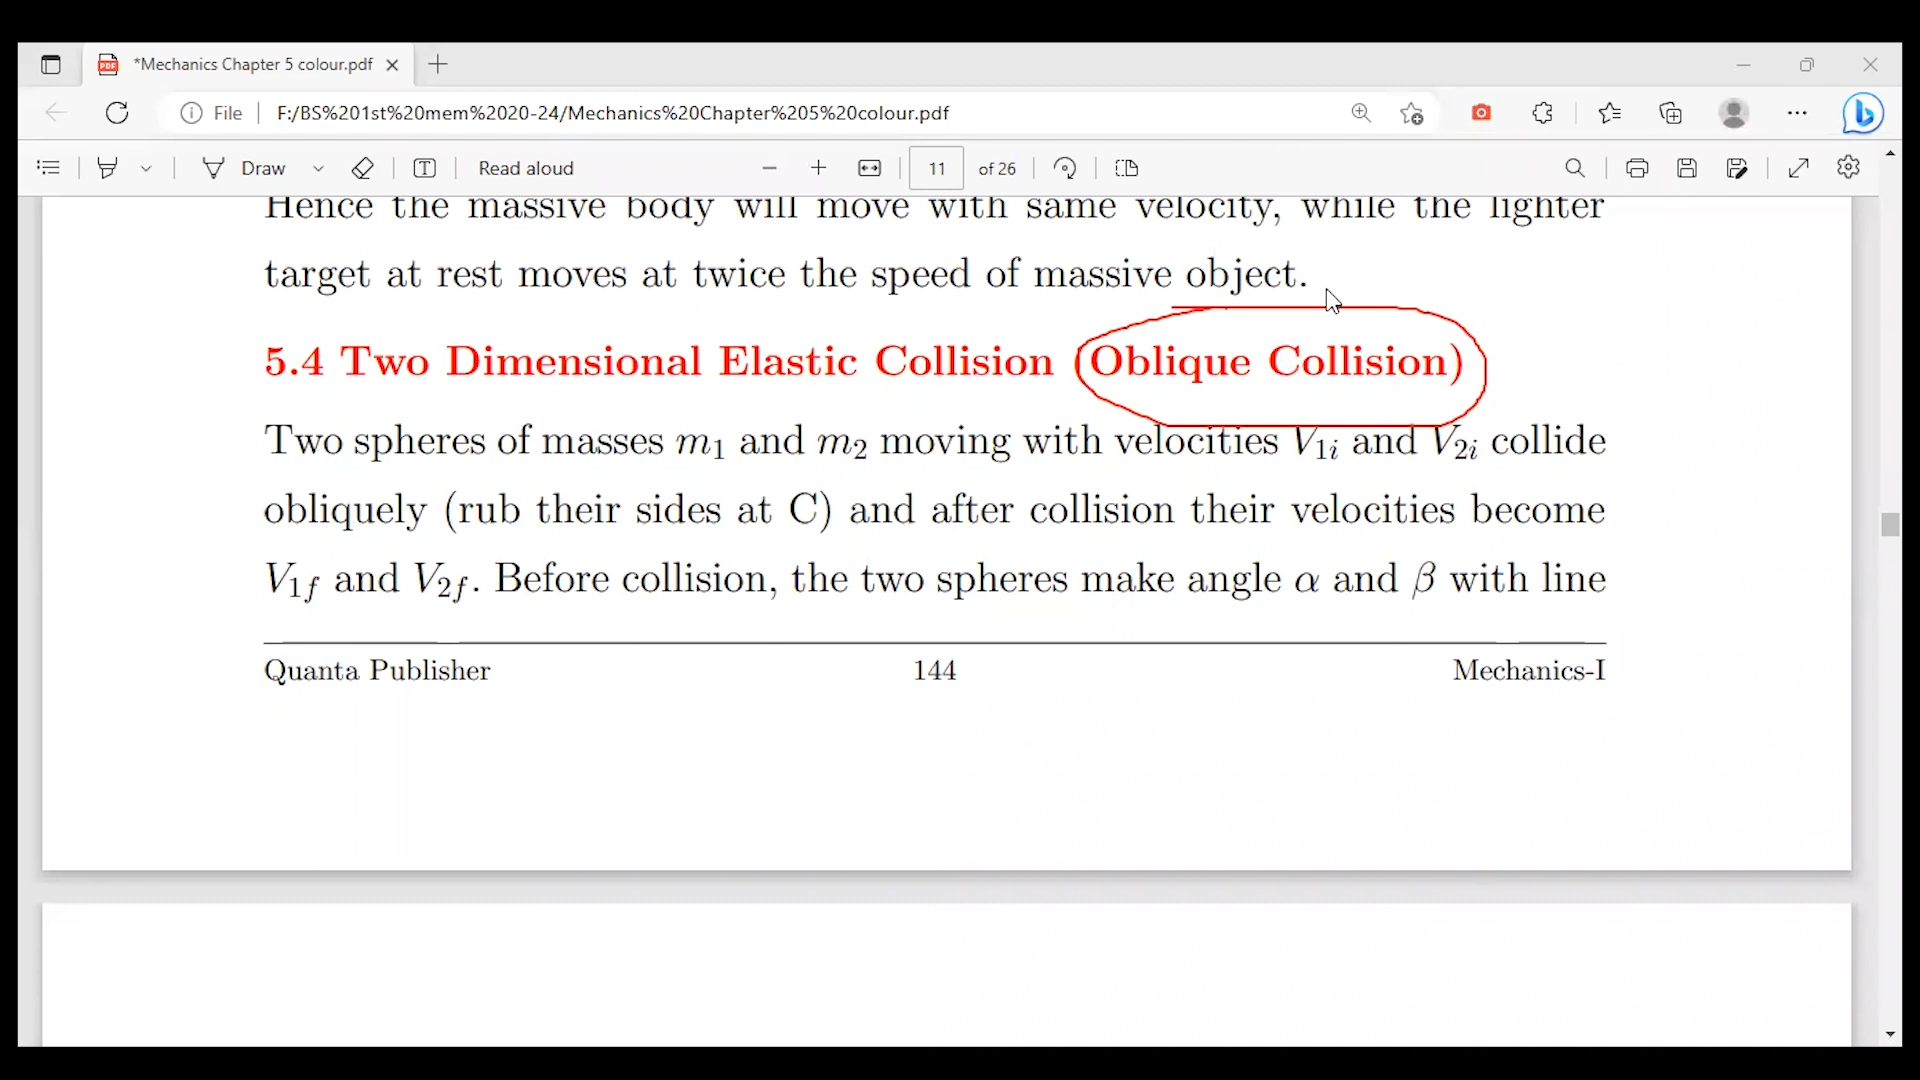 *Mechanics Chapter 5 colour.pdf
File F:/BS%201st%20mem%2020-24/Mechanics%20Chapter%205%20colour.pdf
Draw Read aloud 11 of 26
Hence the massive body will move with same velocity, while the lighter
target at rest moves at twice the speed of massive object.
5.4 Two Dimensional Elastic Collision (Oblique Collision)
Two spheres of masses m₁ and m₂ moving with velocities V₁ᵢ and V₂ᵢ collide
obliquely (rub their sides at C) and after collision their velocities become
V₁f and V₂f. Before collision, the two spheres make angle α and β with line
Quanta Publisher 144 Mechanics-I